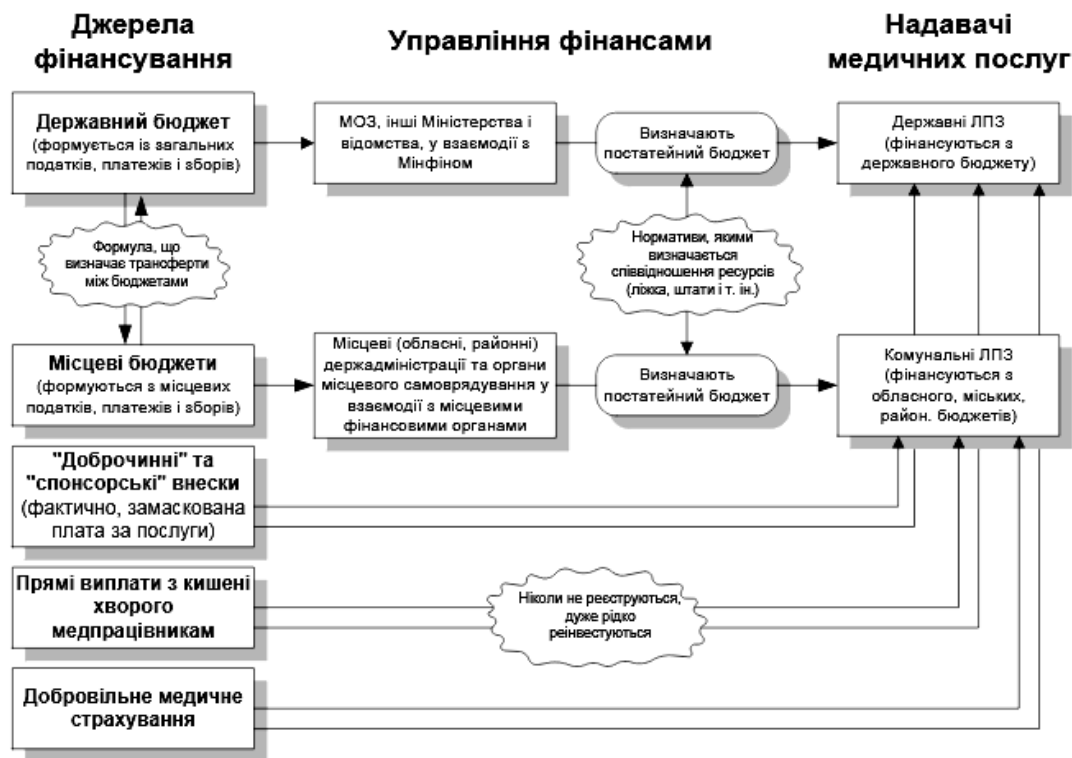 Джерела
фінансування
Управління фінансами
Надавачі
медичних послуг
Державний бюджет
(формується із загальних
податків, платежів і зборів)
МОЗ, інші Міністерства і
відомства, у взаємодії з
Мінфіном
Визначають
постатейний бюджет
Державні ЛПЗ
(фінансуються з
державного бюджету)
Формула, що
визначає трансферти
між бюджетами
Нормативи, якими
визначається
співвідношення ресурсів
(ліжка, штати і т. ін.)
Місцеві бюджети
(формуються з місцевих
податків, платежів і зборів)
Місцеві (обласні, районні)
держадміністрації та органи
місцевого самоврядування у
взаємодії з місцевими
фінансовими органами
Визначають
постатейний бюджет
Комунальні ЛПЗ
(фінансуються з
обласного, міських,
район. бюджетів)
"Доброчинні" та
"спонсорські" внески
(фактично, замаскована
плата за послуги)
Прямі виплати з кишені
хворого
медпрацівникам
Ніколи не реєструються,
дуже рідко
реінвестуються
Добровільне медичне
страхування